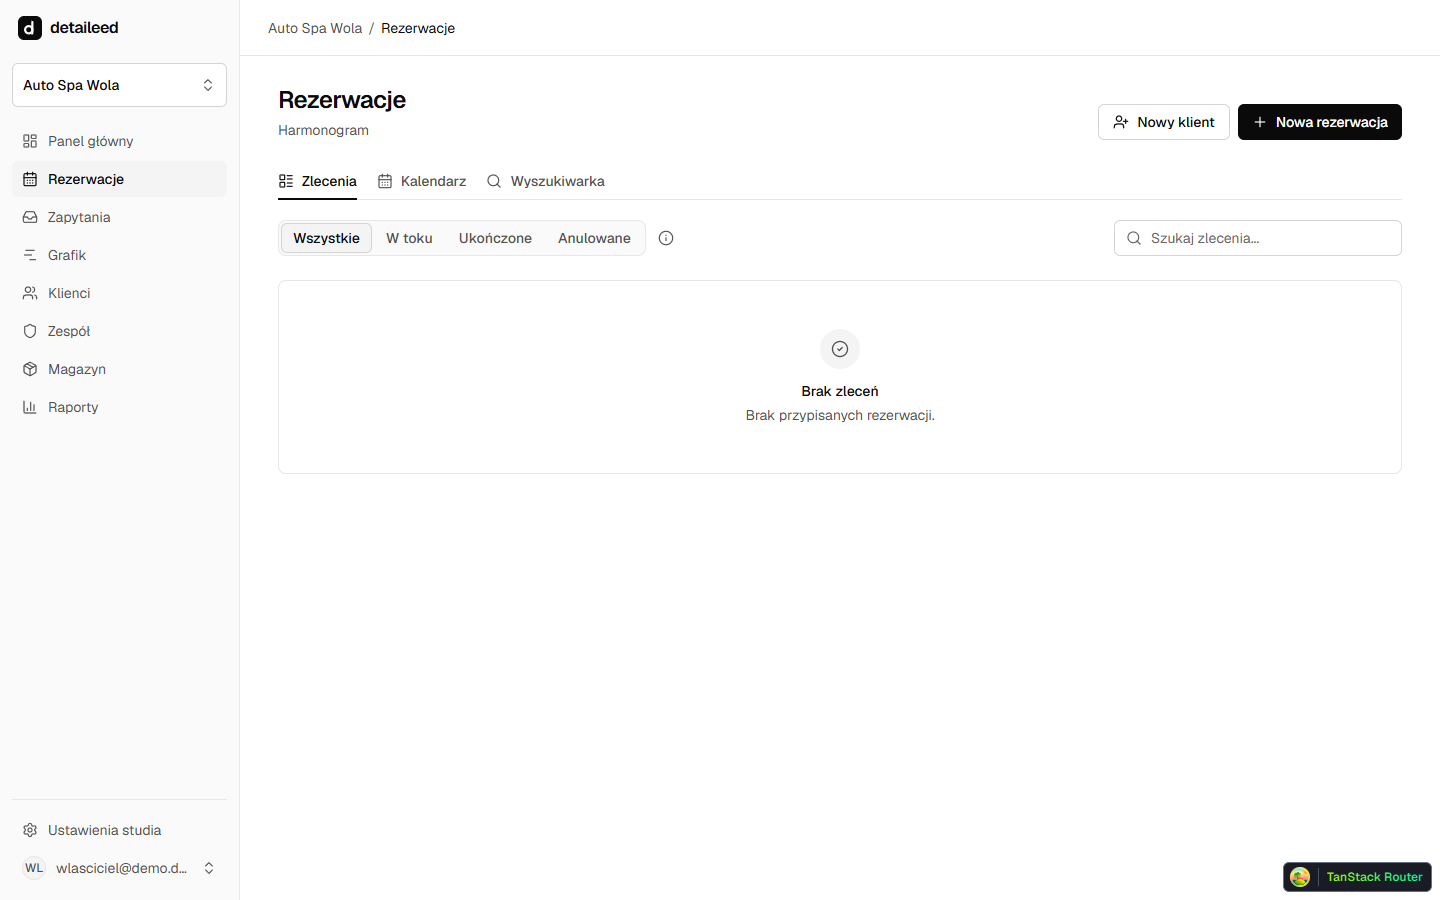 detaileed
Auto Spa Wola
Panel główny
Rezerwacje
Zapytania
Grafik
Klienci
Zespół
Magazyn
Raporty
Ustawienia studia
WL wlasciciel@demo.d...
Auto Spa Wola / Rezerwacje
Rezerwacje
Harmonogram
Nowy klient
Nowa rezerwacja
Zlecenia Kalendarz Wyszukiwarka
Wszystkie W toku Ukończone Anulowane
Szukaj zlecenia...
Brak zleceń
Brak przypisanych rezerwacji.
TanStack Router